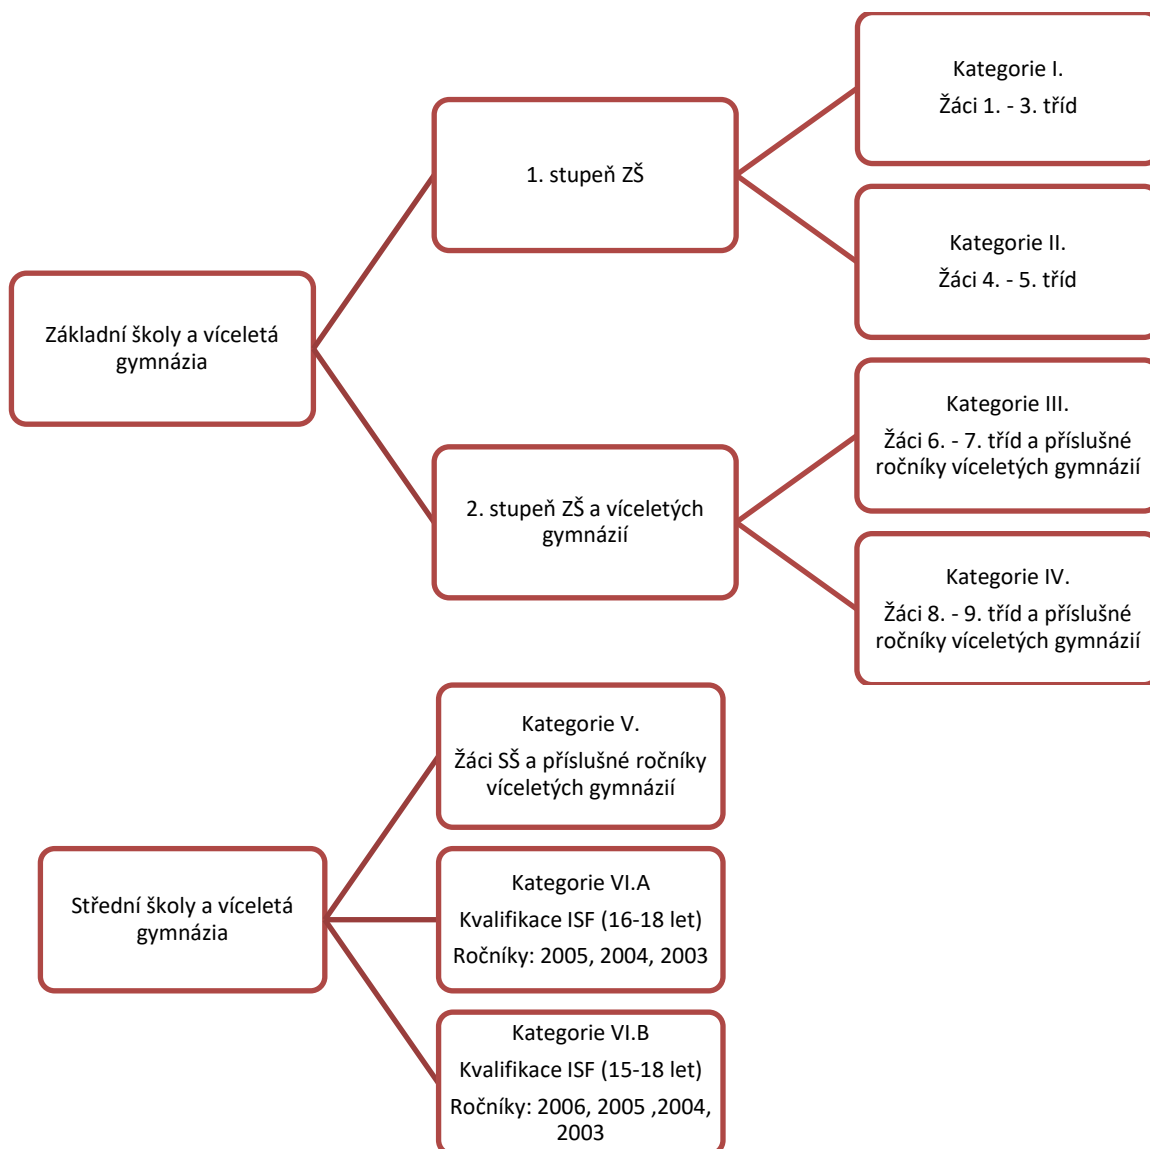 Základní školy a víceletá
gymnázia
1. stupeň ZŠ
Kategorie I.
Žáci 1. - 3. tříd
Kategorie II.
Žáci 4. - 5. tříd
2. stupeň ZŠ a víceletých
gymnázií
Kategorie III.
Žáci 6. - 7. tříd a příslušné
ročníky víceletých gymnázií
Kategorie IV.
Žáci 8. - 9. tříd a příslušné
ročníky víceletých gymnázií
Střední školy a víceletá
gymnázia
Kategorie V.
Žáci SŠ a příslušné ročníky
víceletých gymnázií
Kategorie VI.A
Kvalifikace ISF (16-18 let)
Ročníky: 2005, 2004, 2003
Kategorie VI.B
Kvalifikace ISF (15-18 let)
Ročníky: 2006, 2005 ,2004,
2003